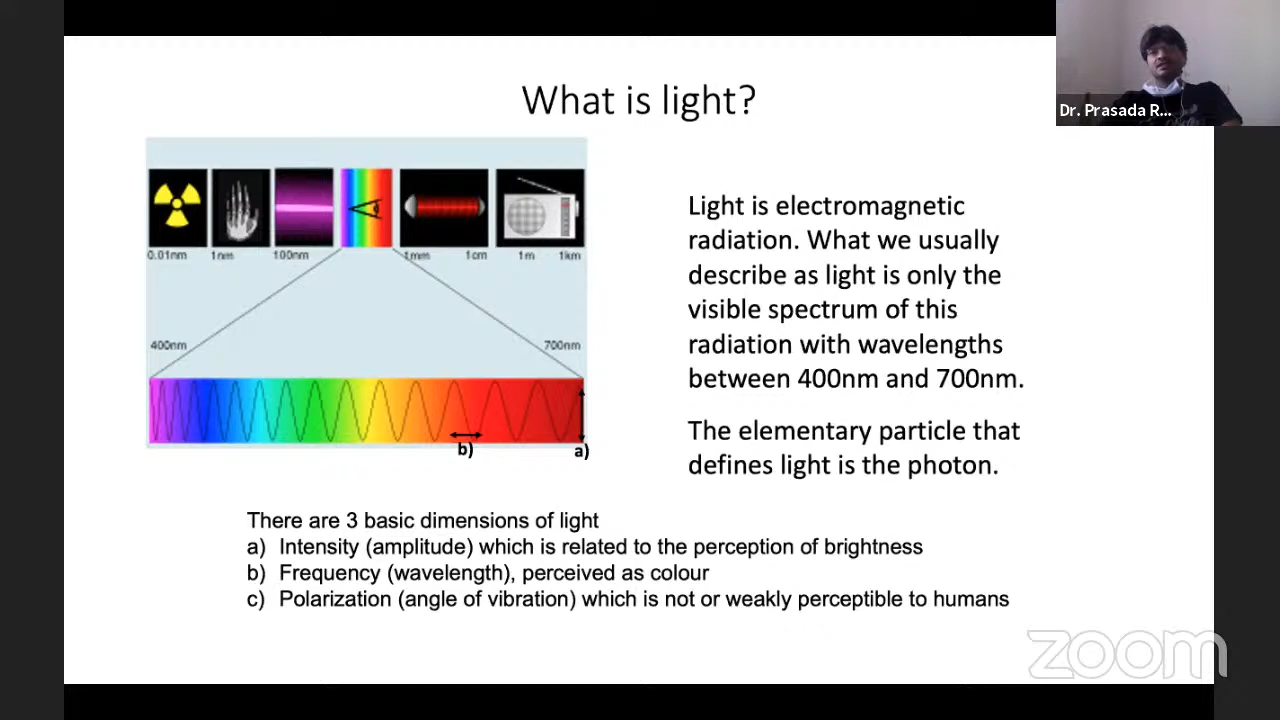 What is light?
Dr. Prasada R...
0.01nm 1nm 100nm 1mm 1cm 1m 1km
400nm 700nm
b) a)
Light is electromagnetic
radiation. What we usually
describe as light is only the
visible spectrum of this
radiation with wavelengths
between 400nm and 700nm.
The elementary particle that
defines light is the photon.
There are 3 basic dimensions of light
a) Intensity (amplitude) which is related to the perception of brightness
b) Frequency (wavelength), perceived as colour
c) Polarization (angle of vibration) which is not or weakly perceptible to humans
zoom